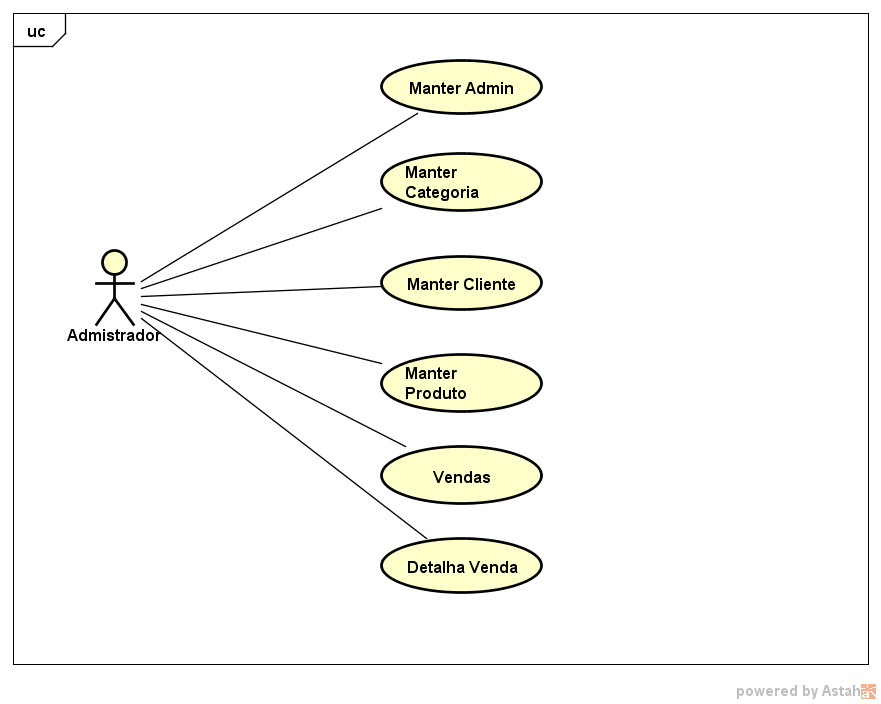 uc
Manter Admin
Manter
Categoria
Manter Cliente
Admistrador
Manter
Produto
Vendas
Detalha Venda
powered by Astah